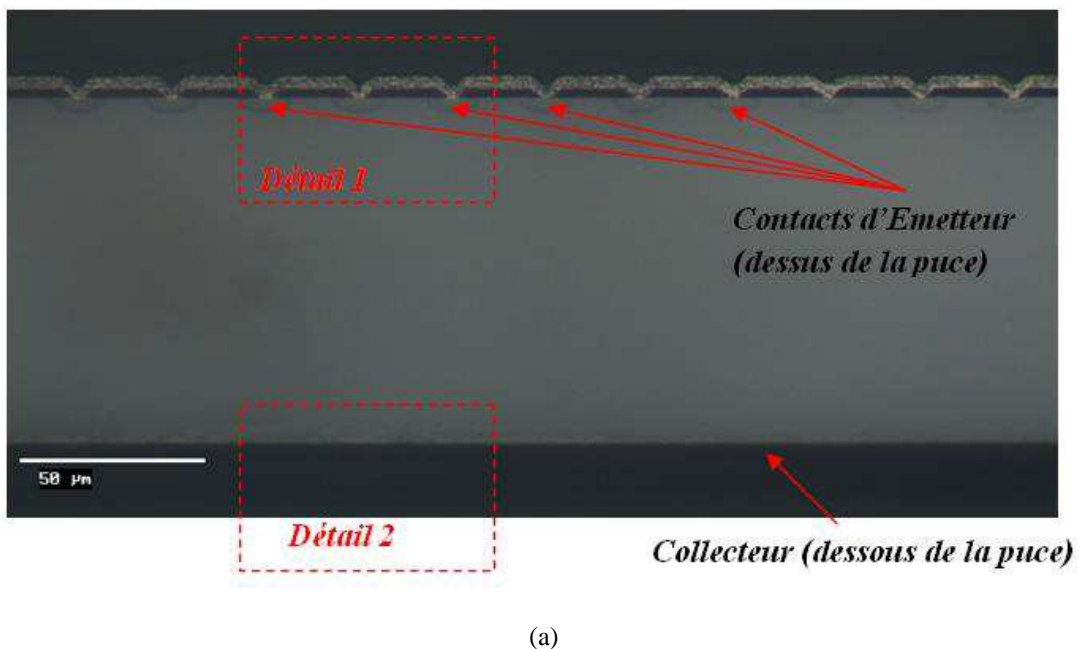 Détail 1
Contacts d'Emetteur
(dessus de la puce)
50 µm
Détail 2
Collecteur (dessous de la puce)
(a)